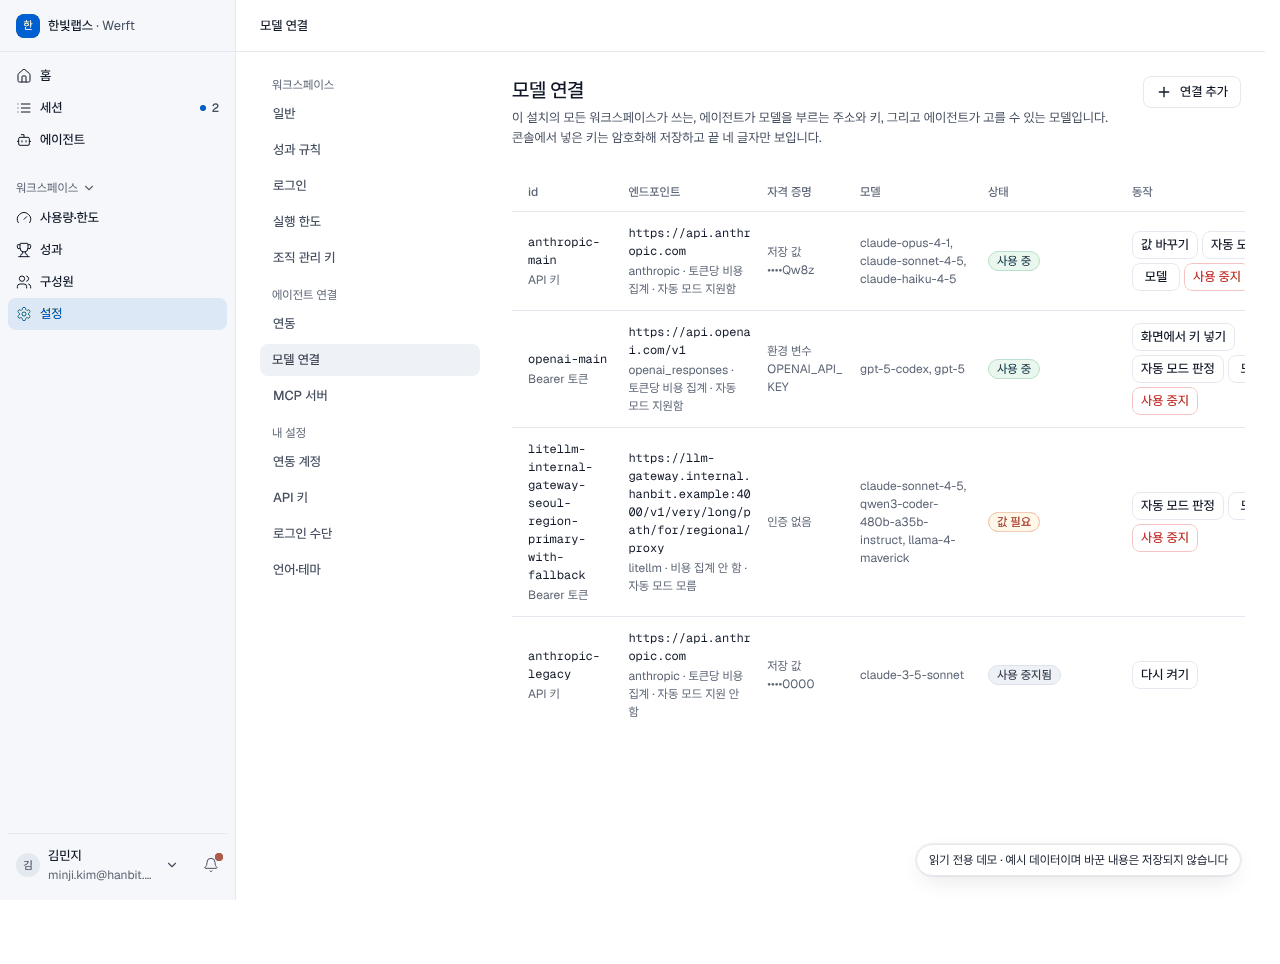 한 한빛랩스 · Werft
홈
세션 2
에이전트
워크스페이스
사용량·한도
성과
구성원
설정
김 김민지
minji.kim@hanbit....
모델 연결
워크스페이스
일반
성과 규칙
로그인
실행 한도
조직 관리 키
에이전트 연결
연동
모델 연결
MCP 서버
내 설정
연동 계정
API 키
로그인 수단
언어·테마
모델 연결
연결 추가
이 설치의 모든 워크스페이스가 쓰는, 에이전트가 모델을 부르는 주소와 키, 그리고 에이전트가 고를 수 있는 모델입니다.
콘솔에서 넣은 키는 암호화해 저장하고 끝 네 글자만 보입니다.
id 엔드포인트 자격 증명 모델 상태 동작
anthropic-
main
API 키
https://api.anthr
opic.com
anthropic · 토큰당 비용
집계 · 자동 모드 지원함
저장 값
••••Qw8z
claude-opus-4-1,
claude-sonnet-4-5,
claude-haiku-4-5
사용 중
값 바꾸기 자동 모
모델 사용 중지
openai-main
Bearer 토큰
https://api.opena
i.com/v1
openai_responses ·
토큰당 비용 집계 · 자동
모드 지원함
환경 변수
OPENAI_API_
KEY
gpt-5-codex, gpt-5
사용 중
화면에서 키 넣기
자동 모드 판정
사용 중지
litellm-
internal-
gateway-
seoul-
region-
primary-
with-
fallback
Bearer 토큰
https://llm-
gateway.internal.
hanbit.example:40
00/v1/very/long/p
ath/for/regional/
proxy
litellm · 비용 집계 안 함 ·
자동 모드 모름
인증 없음
claude-sonnet-4-5,
qwen3-coder-
480b-a35b-
instruct, llama-4-
maverick
값 필요
자동 모드 판정
사용 중지
anthropic-
legacy
API 키
https://api.anthr
opic.com
anthropic · 토큰당 비용
집계 · 자동 모드 지원 안
함
저장 값
••••0000
claude-3-5-sonnet
사용 중지됨
다시 켜기
읽기 전용 데모 · 예시 데이터이며 바꾼 내용은 저장되지 않습니다